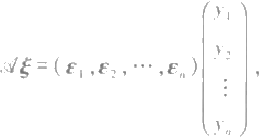 𝒜ξ = (ε₁, ε₂, ⋯, εₙ) (y₁ y₂ ⋮ yₙ),